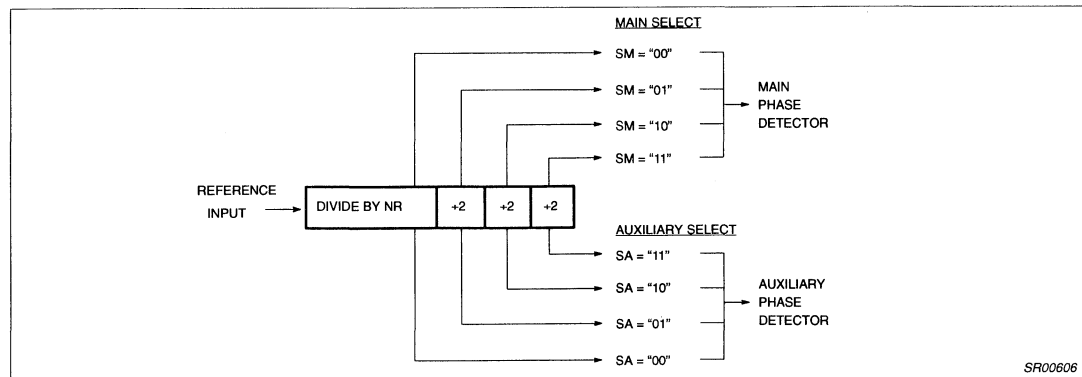 MAIN SELECT
SM = "00"
SM = "01"
SM = "10"
SM = "11"
MAIN
PHASE
DETECTOR
REFERENCE
INPUT
DIVIDE BY NR
+2
+2
+2
AUXILIARY SELECT
SA = "11"
SA = "10"
SA = "01"
SA = "00"
AUXILIARY
PHASE
DETECTOR
SR00606